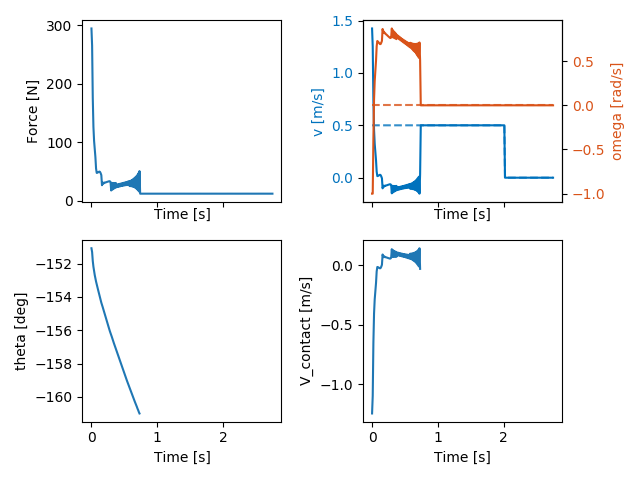 Force [N]
300
200
100
0
Time [s]
v [m/s]
1.5
1.0
0.5
0.0
omega [rad/s]
0.5
0.0
−0.5
−1.0
Time [s]
theta [deg]
−152
−154
−156
−158
−160
0 1 2
Time [s]
V_contact [m/s]
0.0
−0.5
−1.0
0 2
Time [s]